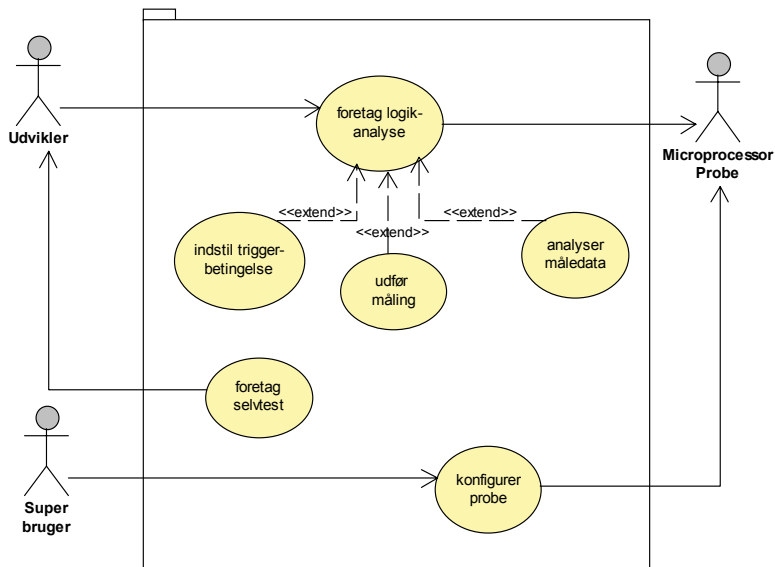 foretag logik-
analyse
Udvikler
Microprocessor
Probe
<<extend>>
<<extend>>
<<extend>>
indstil trigger-
betingelse
udfør
måling
analyser
måledata
foretag
selvtest
konfigurer
probe
Super
bruger